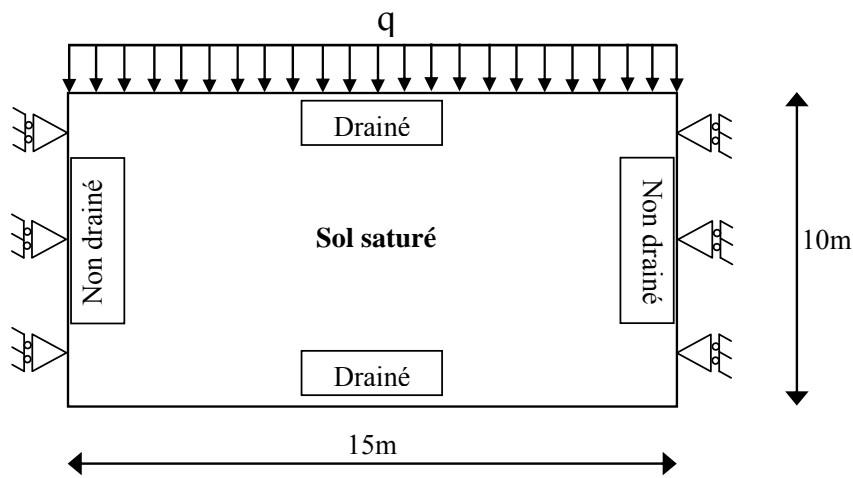 q
Drainé
Non drainé
Sol saturé
Non drainé
10m
Drainé
15m